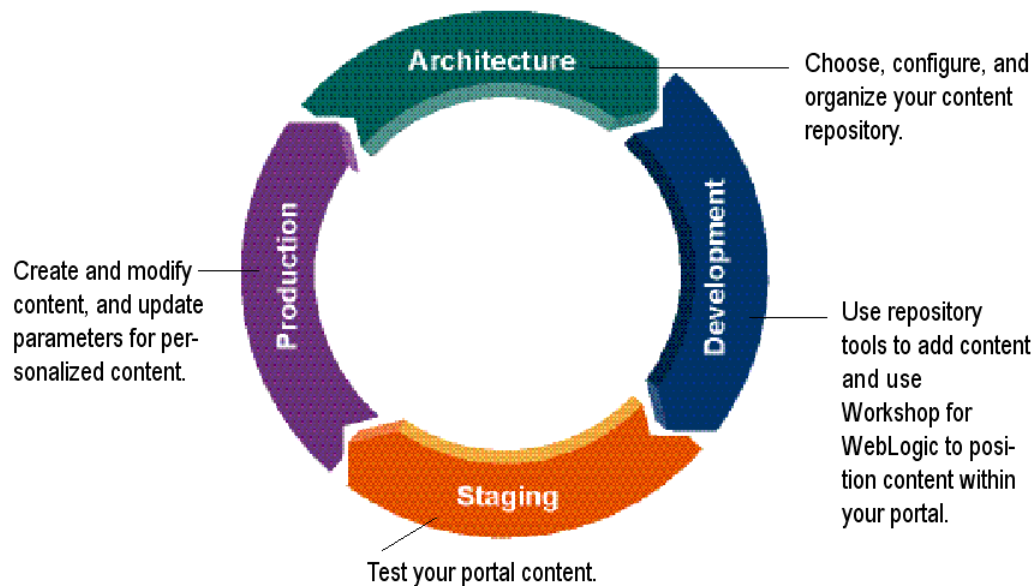 Architecture
Choose, configure, and
organize your content
repository.
Development
Use repository
tools to add content
and use
Workshop for
WebLogic to posi-
tion content within
your portal.
Staging
Test your portal content.
Production
Create and modify
content, and update
parameters for per-
sonalized content.